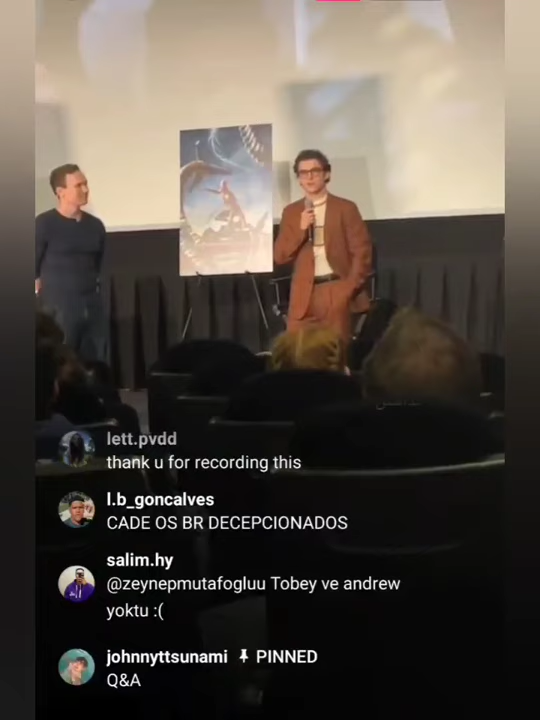 lett.pvdd
thank u for recording this
l.b_goncalves
CADE OS BR DECEPCIONADOS
salim.hy
@zeynepmutafogluu Tobey ve andrew
yoktu :(
johnnyttsunami PINNED
Q&A